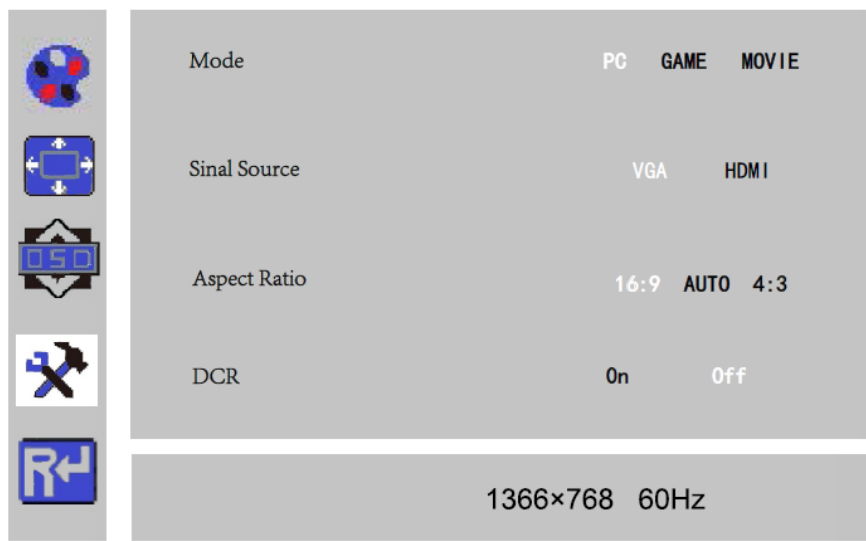 Mode PC GAME MOVIE
Sinal Source VGA HDMI
OSD
Aspect Ratio 16:9 AUTO 4:3
DCR On Off
R
1366×768 60Hz